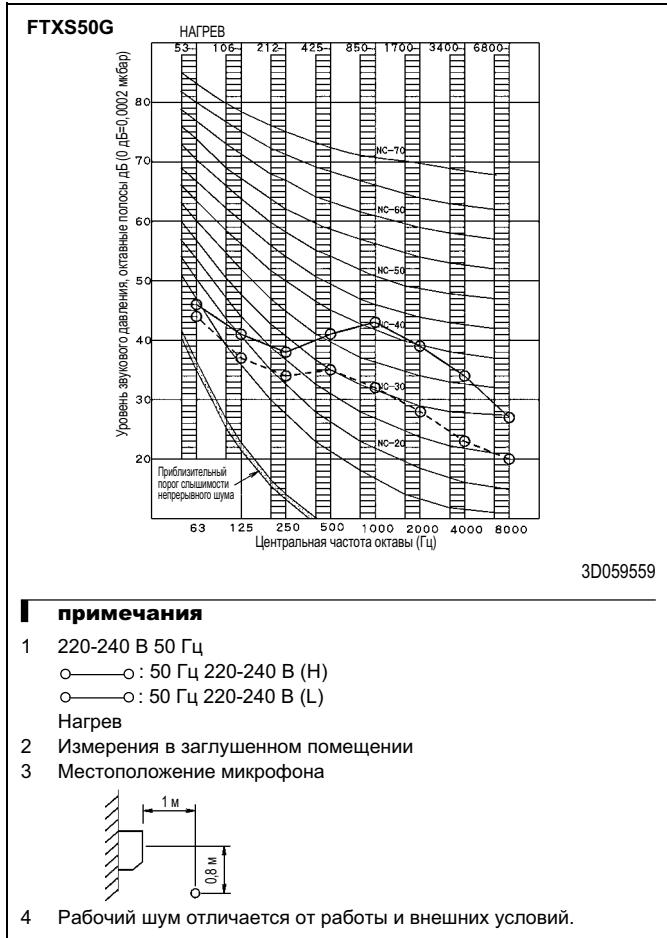 FTXS50G
НАГРЕВ
53 106 212 425 850 1700 3400 6800
Уровень звукового давления, октавные полосы дБ (0 дБ=0,0002 мкбар)
80
70
60
50
40
30
20
NC-70
NC-60
NC-50
NC-40
NC-30
NC-20
Приблизительный
порог слышимости
непрерывного шума
63 125 250 500 1000 2000 4000 8000
Центральная частота октавы (Гц)
3D059559
примечания
1 220-240 В 50 Гц
: 50 Гц 220-240 В (H)
: 50 Гц 220-240 В (L)
Нагрев
2 Измерения в заглушенном помещении
3 Местоположение микрофона
1 м
0,8 м
4 Рабочий шум отличается от работы и внешних условий.